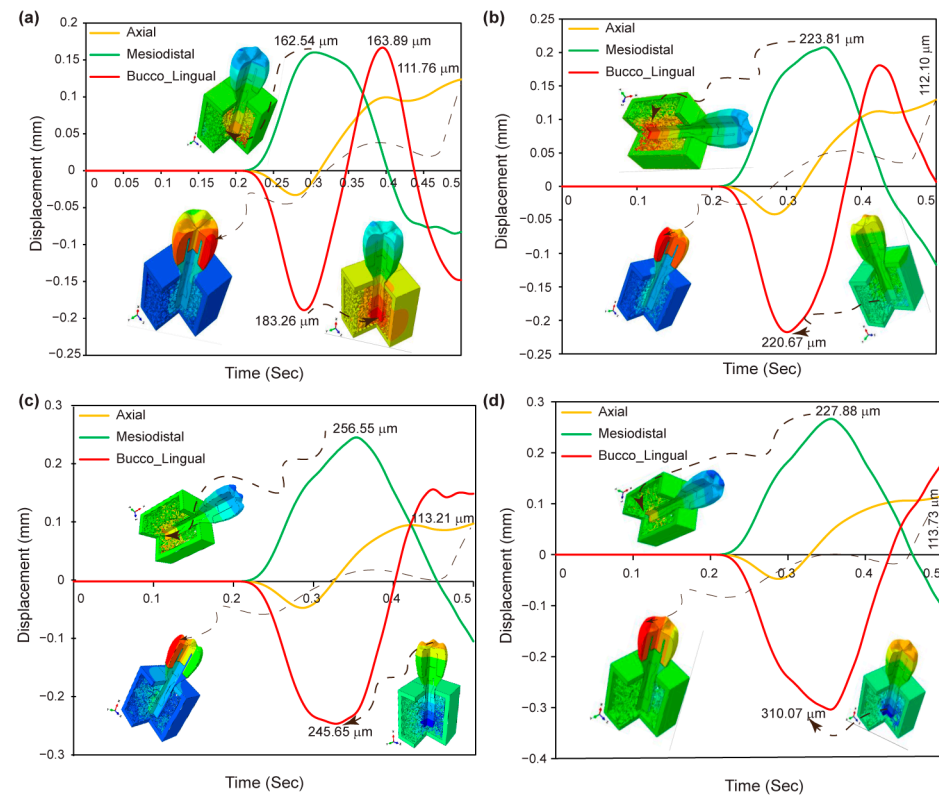 (a)
0.2
0.15
0.1
0.05
0
−0.05
−0.1
−0.15
−0.2
−0.25
Displacement (mm)
Axial
Mesiodistal
Bucco_Lingual
162.54 μm
163.89 μm
111.76 μm
183.26 μm
0 0.05 0.1 0.15 0.2 0.25 0.3 0.35 0.4 0.45 0.5
Time (Sec)
(b)
0.25
0.2
0.15
0.1
0.05
0
−0.05
−0.1
−0.15
−0.2
−0.25
Displacement (mm)
Axial
Mesiodistal
Bucco_Lingual
223.81 μm
112.10 μm
220.67 μm
0 0.1 0.2 0.3 0.4 0.5
Time (Sec)
(c)
0.3
0.2
0.1
0
−0.1
−0.2
−0.3
Displacement (mm)
Axial
Mesiodistal
Bucco_Lingual
256.55 μm
113.21 μm
245.65 μm
0 0.1 0.2 0.3 0.4 0.5
Time (Sec)
(d)
0.3
0.2
0.1
0
−0.1
−0.2
−0.3
−0.4
Displacement (mm)
Axial
Mesiodistal
Bucco_Lingual
227.88 μm
113.73 μm
310.07 μm
0 0.1 0.2 0.3 0.4 0.5
Time (Sec)